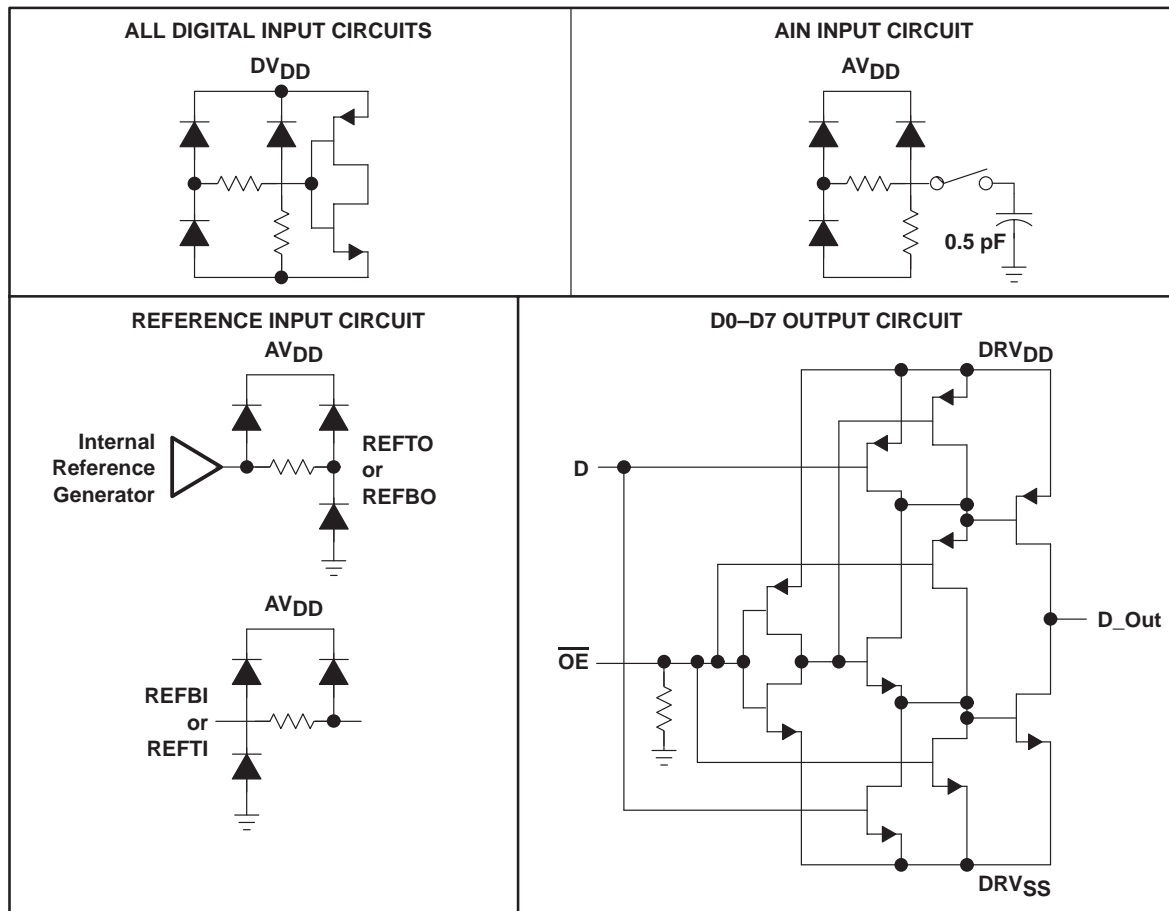 ALL DIGITAL INPUT CIRCUITS
DVDD
AIN INPUT CIRCUIT
AVDD
0.5 pF
REFERENCE INPUT CIRCUIT
AVDD
Internal
Reference
Generator
REFTO
or
REFBO
AVDD
REFBI
or
REFTI
D0–D7 OUTPUT CIRCUIT
DRVDD
D
D_Out
OE
DRVSS